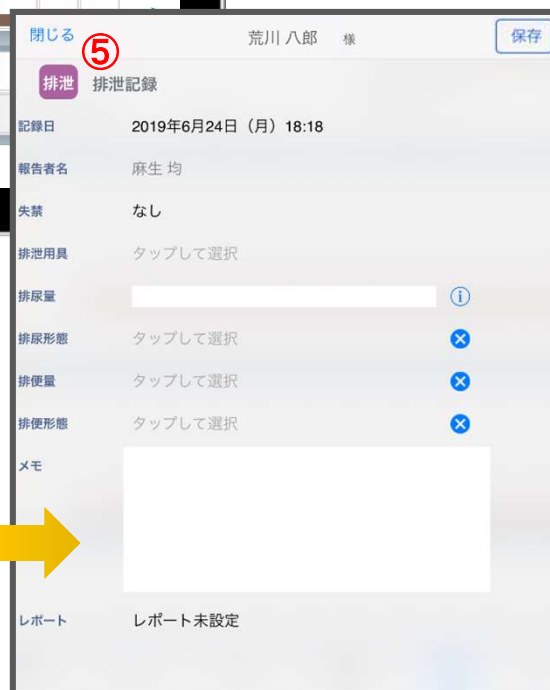 閉じる
⑤
荒川 八郎 様
保存
排泄 排泄記録
記録日 2019年6月24日（月）18:18
報告者名 麻生 均
失禁 なし
排泄用具 タップして選択
排尿量
排尿形態 タップして選択
排便量 タップして選択
排便形態 タップして選択
メモ
レポート レポート未設定